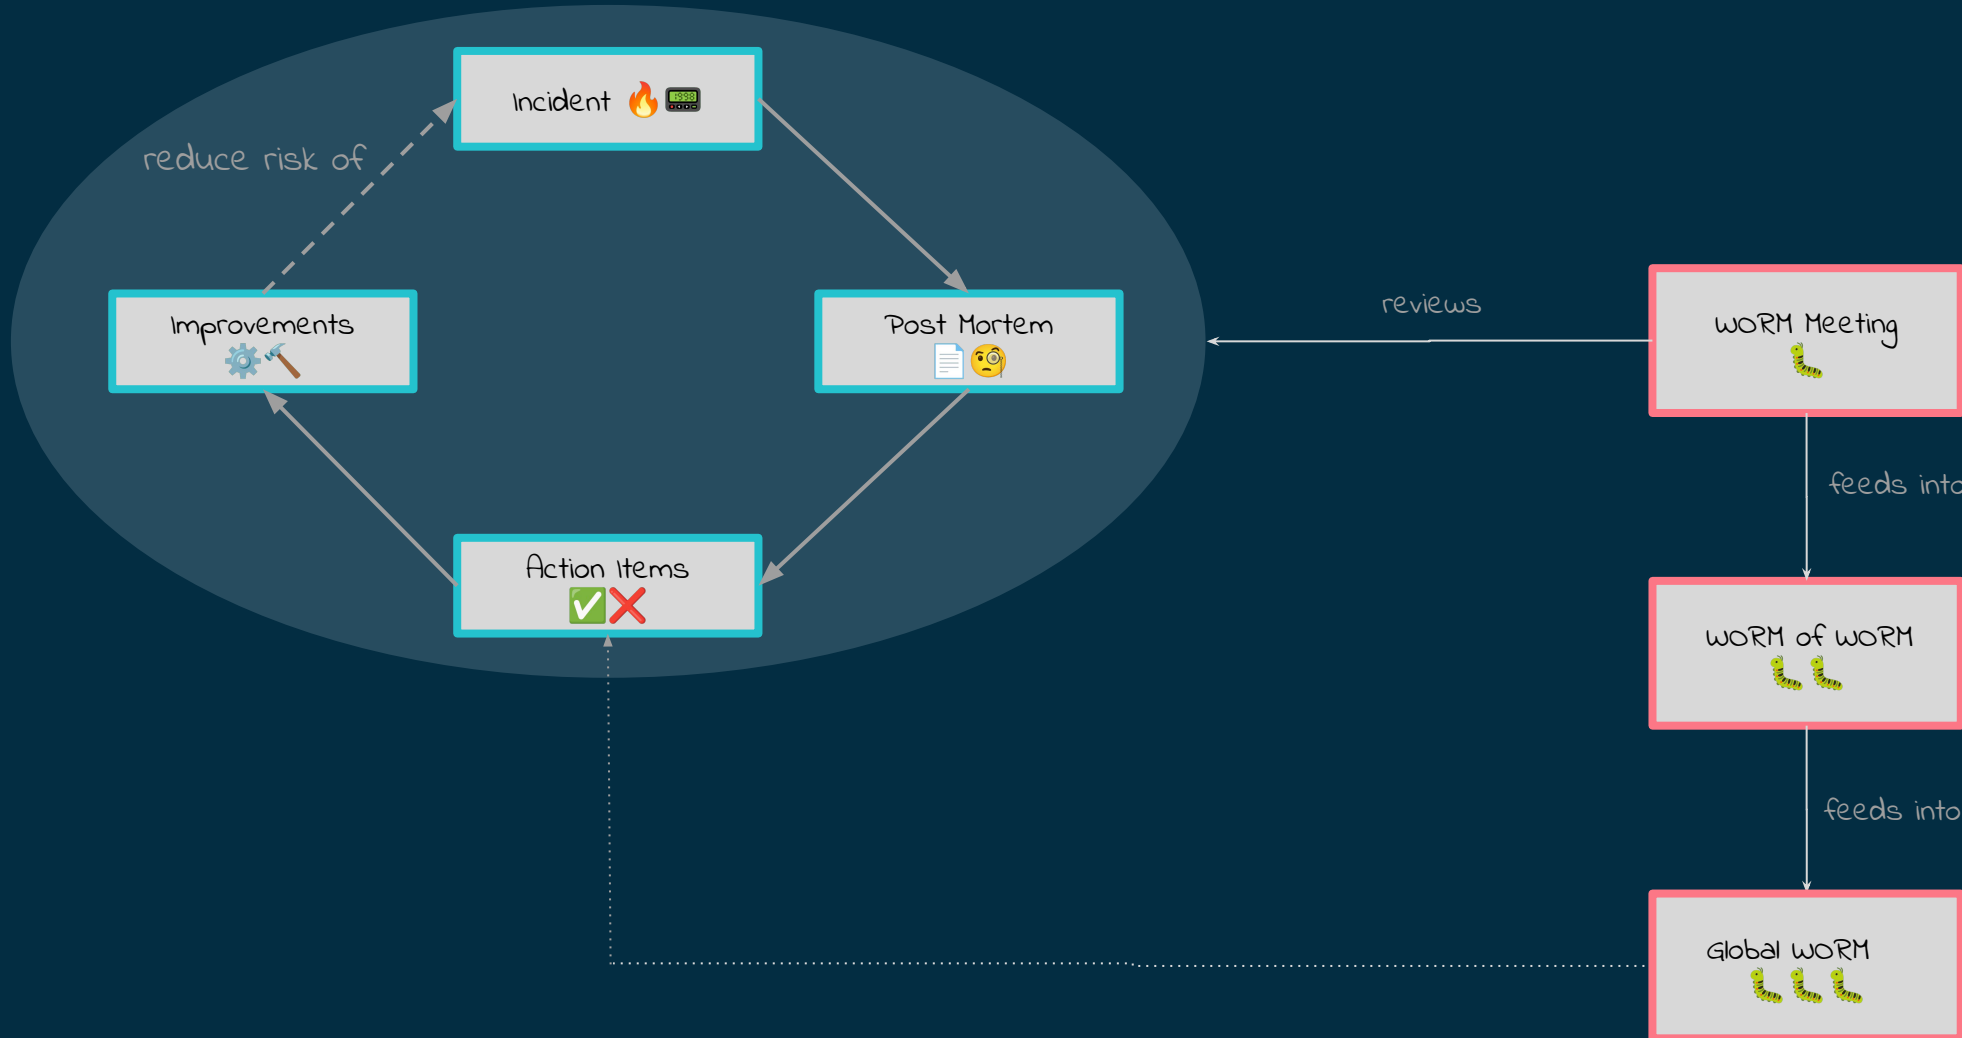 Incident 🔥📟
reduce risk of
Improvements
⚙️🔨
Post Mortem
📄🧐
reviews
WORM Meeting
🐛
feeds into
Action Items
✅❌
WORM of WORM
🐛🐛
feeds into
Global WORM
🐛🐛🐛